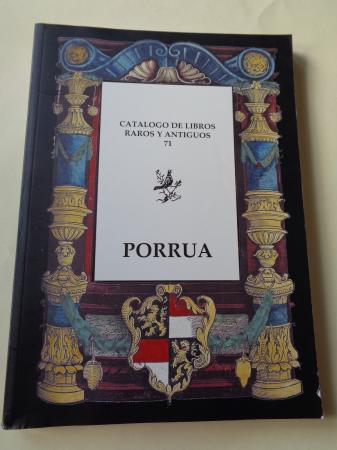 CATALOGO DE LIBROS
RAROS Y ANTIGUOS
71
PORRUA